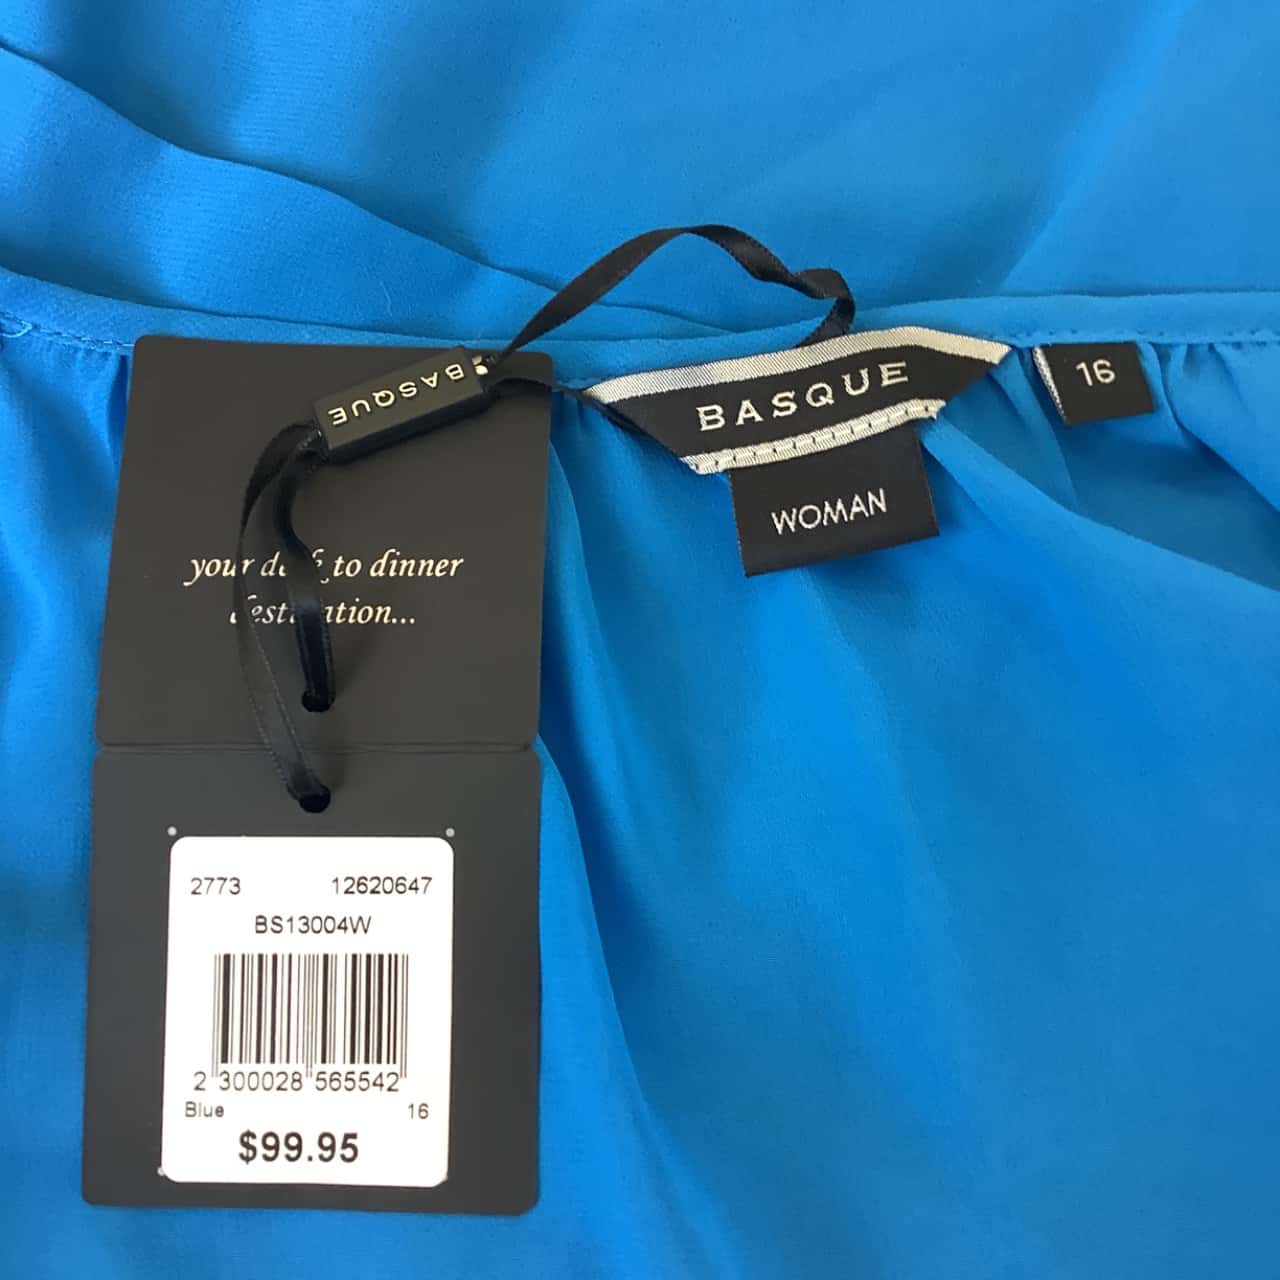 BASQUE
BASQUE
16
WOMAN
your to dinner
2773 12620647
BS13004W
2 300028 565542
Blue 16
$99.95